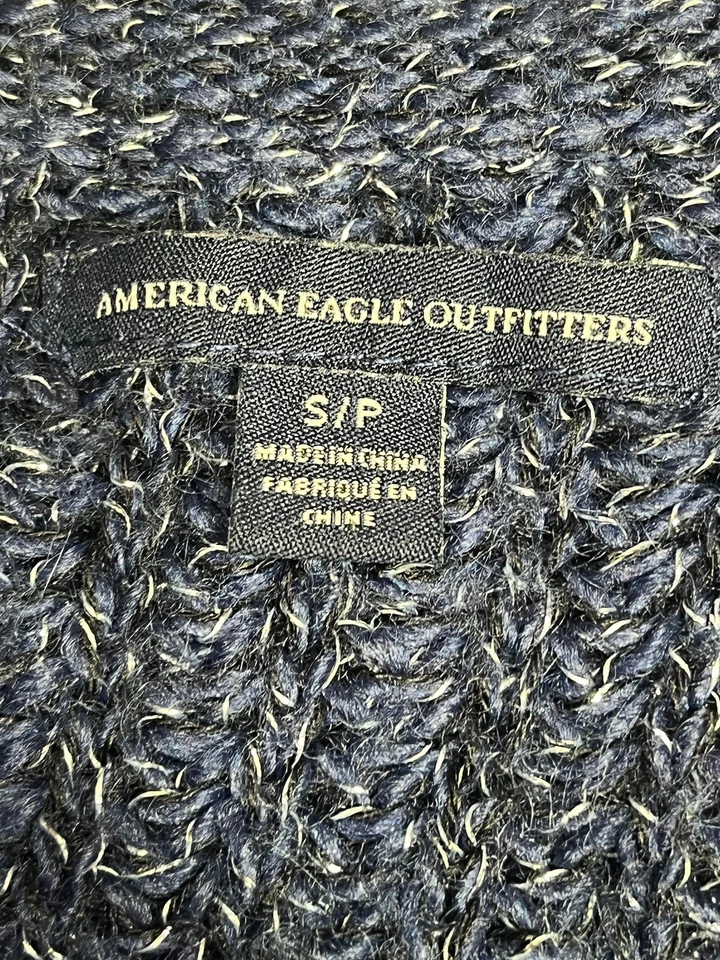 AMERICAN EAGLE OUTFITTERS
S/P
MADE IN CHINA
FABRIQUÉ EN
CHINE